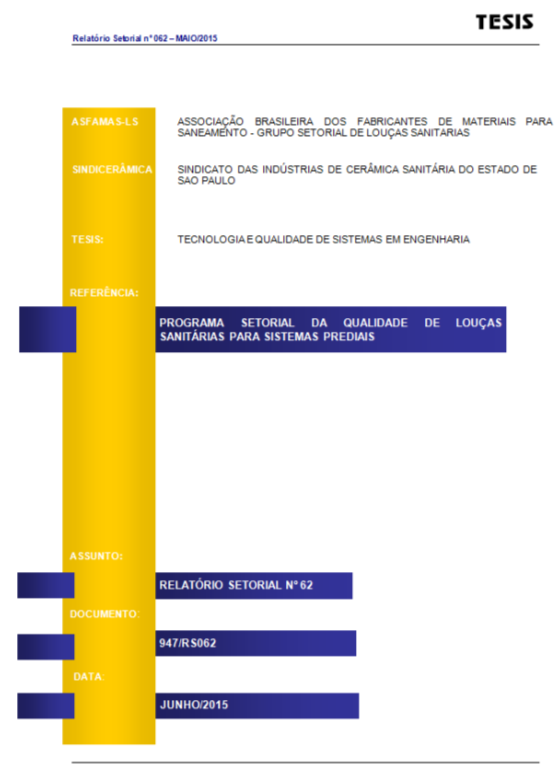 TESIS
Relatório Setorial n° 062 – MAIO/2015
ASFAMAS-LS
ASSOCIAÇÃO BRASILEIRA DOS FABRICANTES DE MATERIAIS PARA
SANEAMENTO - GRUPO SETORIAL DE LOUÇAS SANITARIAS
SINDICERÂMICA
SINDICATO DAS INDÚSTRIAS DE CERÂMICA SANITÁRIA DO ESTADO DE
SAO PAULO
TESIS:
TECNOLOGIA E QUALIDADE DE SISTEMAS EM ENGENHARIA
REFERÊNCIA:
PROGRAMA SETORIAL DA QUALIDADE DE LOUÇAS
SANITÁRIAS PARA SISTEMAS PREDIAIS
ASSUNTO:
RELATÓRIO SETORIAL N° 62
DOCUMENTO:
947/RS062
DATA:
JUNHO/2015